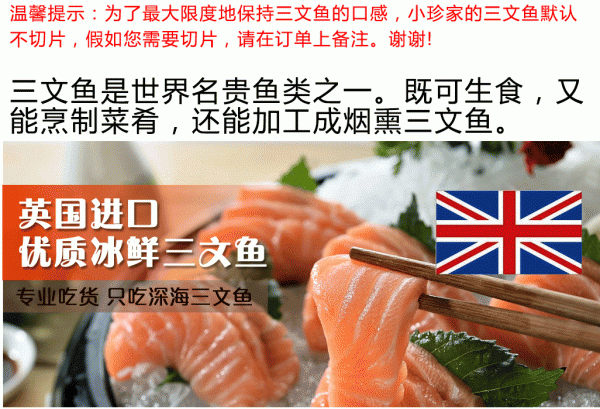 温馨提示：为了最大限度地保持三文鱼的口感，小珍家的三文鱼默认
不切片，假如您需要切片，请在订单上备注。谢谢!
三文鱼是世界名贵鱼类之一。既可生食，又
能烹制菜肴，还能加工成烟熏三文鱼。
英国进口
优质冰鲜三文鱼
专业吃货 只吃深海三文鱼